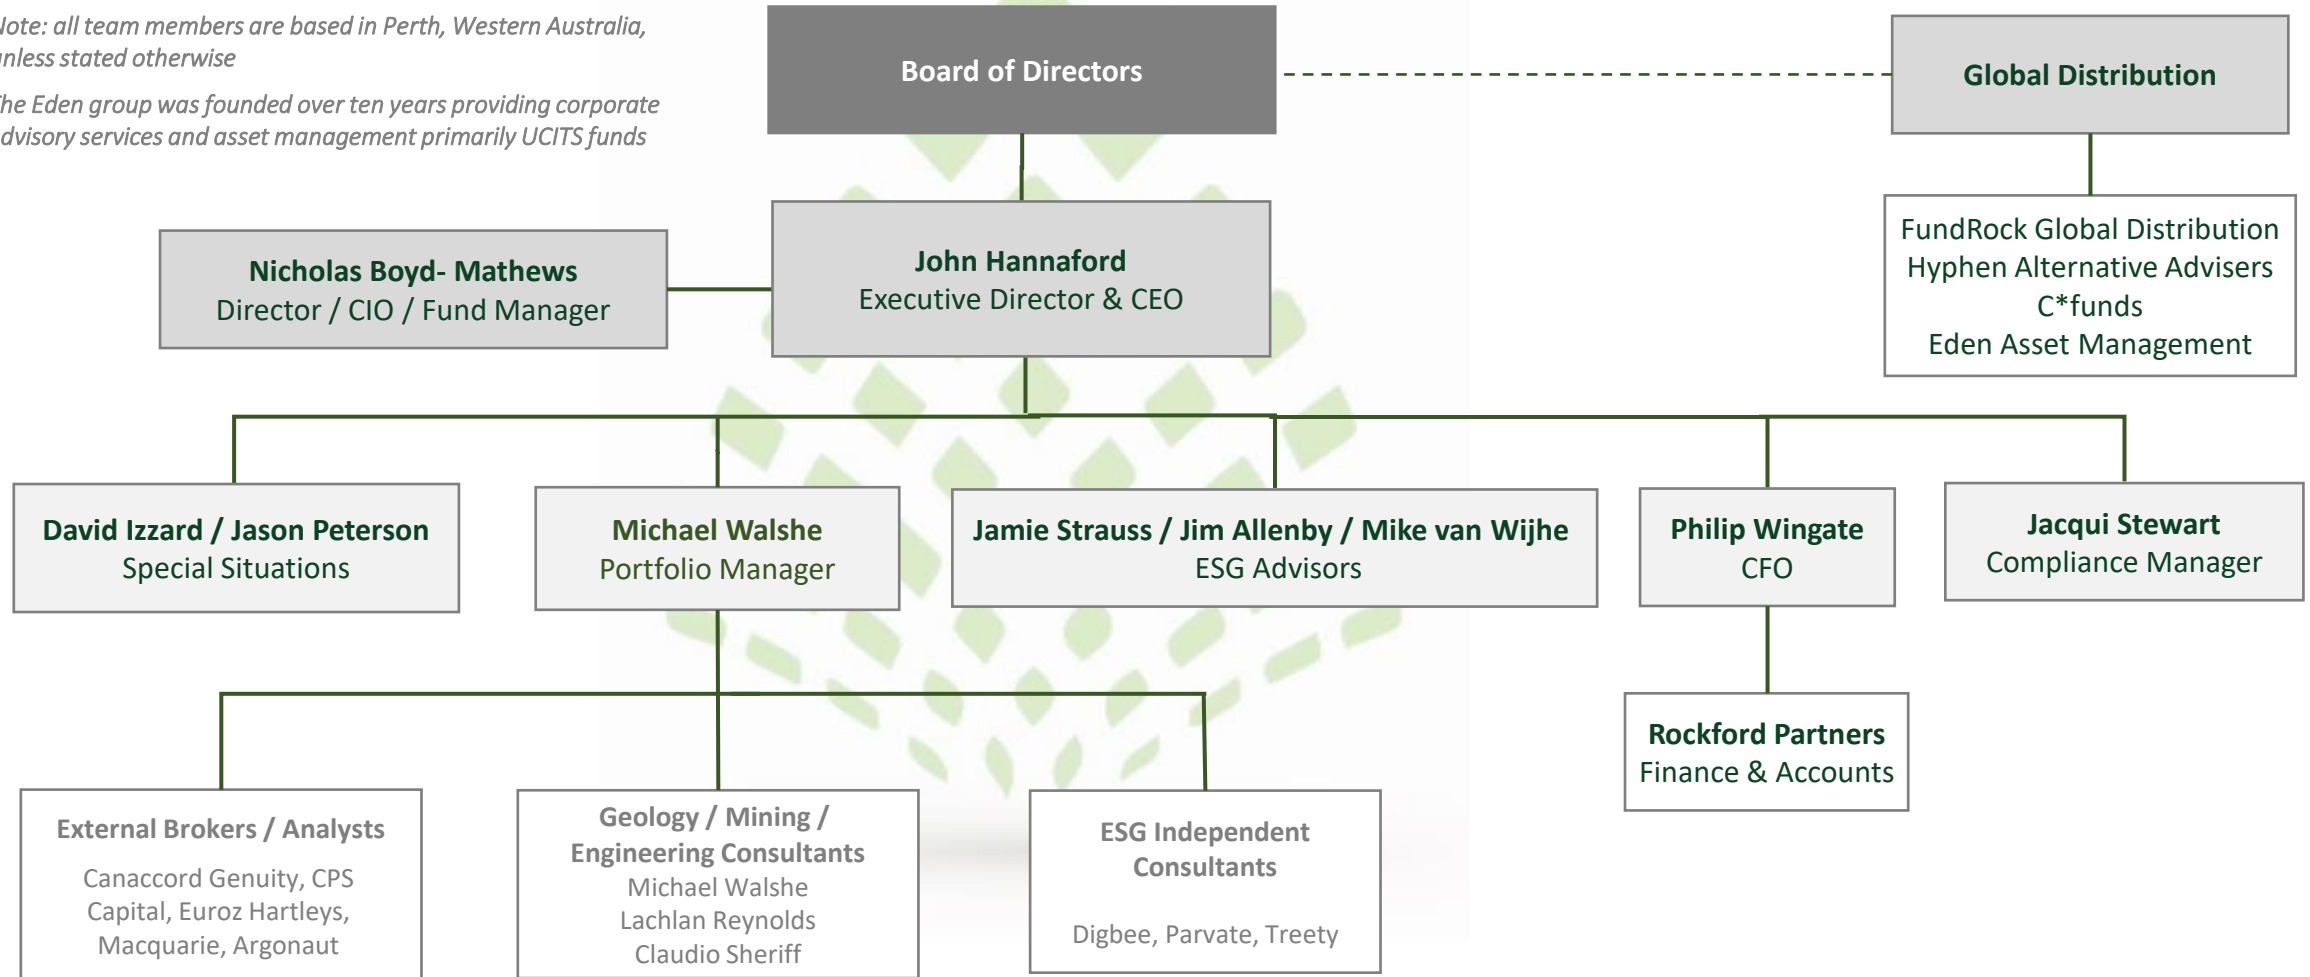 Note: all team members are based in Perth, Western Australia,
unless stated otherwise
The Eden group was founded over ten years providing corporate
advisory services and asset management primarily UCITS funds
Board of Directors
Global Distribution
FundRock Global Distribution
Hyphen Alternative Advisers
C*funds
Eden Asset Management
Nicholas Boyd- Mathews
Director / CIO / Fund Manager
John Hannaford
Executive Director & CEO
David Izzard / Jason Peterson
Special Situations
Michael Walshe
Portfolio Manager
Jamie Strauss / Jim Allenby / Mike van Wijhe
ESG Advisors
Philip Wingate
CFO
Jacqui Stewart
Compliance Manager
Rockford Partners
Finance & Accounts
External Brokers / Analysts
Canaccord Genuity, CPS
Capital, Euroz Hartleys,
Macquarie, Argonaut
Geology / Mining /
Engineering Consultants
Michael Walshe
Lachlan Reynolds
Claudio Sheriff
ESG Independent
Consultants
Digbee, Parvate, Treety